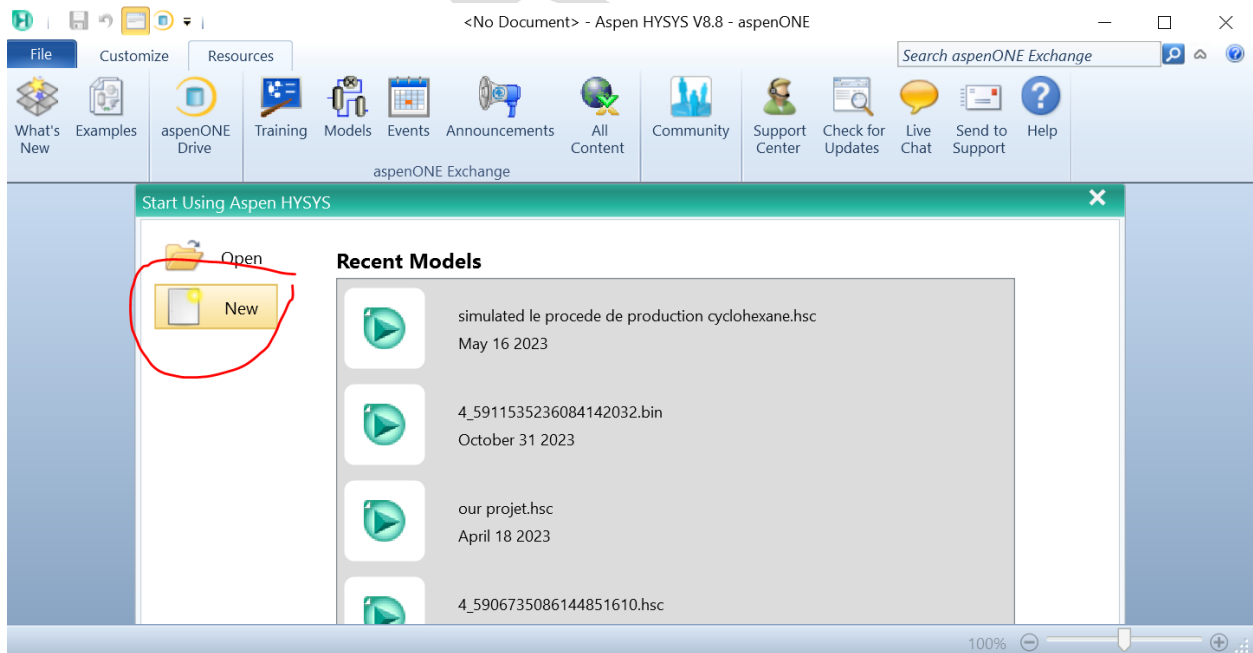 <No Document> - Aspen HYSYS V8.8 - aspenONE
File Customize Resources Search aspenONE Exchange
What's New
Examples
aspenONE Drive
Training
Models
Events
Announcements
All Content
Community
Support Center
Check for Updates
Live Chat
Send to Support
Help
aspenONE Exchange
Start Using Aspen HYSYS
Open
New
Recent Models
simulated le procede de production cyclohexane.hsc
May 16 2023
4_5911535236084142032.bin
October 31 2023
our projet.hsc
April 18 2023
4_5906735086144851610.hsc
100%